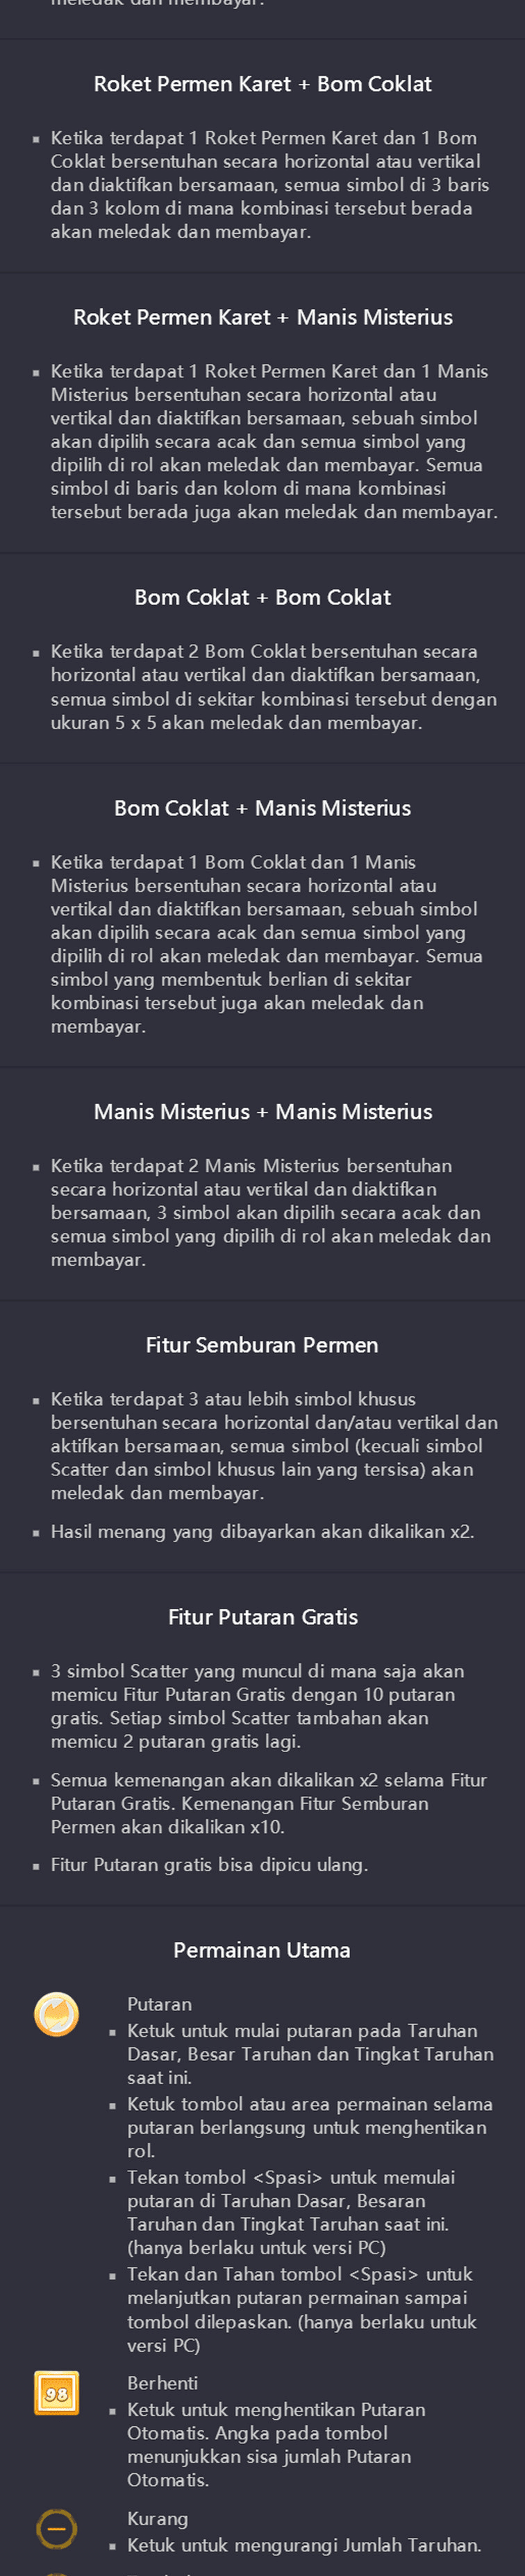 meledak dan membayar.
Roket Permen Karet + Bom Coklat
▪ Ketika terdapat 1 Roket Permen Karet dan 1 Bom
Coklat bersentuhan secara horizontal atau vertikal
dan diaktifkan bersamaan, semua simbol di 3 baris
dan 3 kolom di mana kombinasi tersebut berada
akan meledak dan membayar.
Roket Permen Karet + Manis Misterius
▪ Ketika terdapat 1 Roket Permen Karet dan 1 Manis
Misterius bersentuhan secara horizontal atau
vertikal dan diaktifkan bersamaan, sebuah simbol
akan dipilih secara acak dan semua simbol yang
dipilih di rol akan meledak dan membayar. Semua
simbol di baris dan kolom di mana kombinasi
tersebut berada juga akan meledak dan membayar.
Bom Coklat + Bom Coklat
▪ Ketika terdapat 2 Bom Coklat bersentuhan secara
horizontal atau vertikal dan diaktifkan bersamaan,
semua simbol di sekitar kombinasi tersebut dengan
ukuran 5 x 5 akan meledak dan membayar.
Bom Coklat + Manis Misterius
▪ Ketika terdapat 1 Bom Coklat dan 1 Manis
Misterius bersentuhan secara horizontal atau
vertikal dan diaktifkan bersamaan, sebuah simbol
akan dipilih secara acak dan semua simbol yang
dipilih di rol akan meledak dan membayar. Semua
simbol yang membentuk berlian di sekitar
kombinasi tersebut juga akan meledak dan
membayar.
Manis Misterius + Manis Misterius
▪ Ketika terdapat 2 Manis Misterius bersentuhan
secara horizontal atau vertikal dan diaktifkan
bersamaan, 3 simbol akan dipilih secara acak dan
semua simbol yang dipilih di rol akan meledak dan
membayar.
Fitur Semburan Permen
▪ Ketika terdapat 3 atau lebih simbol khusus
bersentuhan secara horizontal dan/atau vertikal dan
aktifkan bersamaan, semua simbol (kecuali simbol
Scatter dan simbol khusus lain yang tersisa) akan
meledak dan membayar.
▪ Hasil menang yang dibayarkan akan dikalikan x2.
Fitur Putaran Gratis
▪ 3 simbol Scatter yang muncul di mana saja akan
memicu Fitur Putaran Gratis dengan 10 putaran
gratis. Setiap simbol Scatter tambahan akan
memicu 2 putaran gratis lagi.
▪ Semua kemenangan akan dikalikan x2 selama Fitur
Putaran Gratis. Kemenangan Fitur Semburan
Permen akan dikalikan x10.
▪ Fitur Putaran gratis bisa dipicu ulang.
Permainan Utama
Putaran
▪ Ketuk untuk mulai putaran pada Taruhan
Dasar, Besar Taruhan dan Tingkat Taruhan
saat ini.
▪ Ketuk tombol atau area permainan selama
putaran berlangsung untuk menghentikan
rol.
▪ Tekan tombol <Spasi> untuk memulai
putaran di Taruhan Dasar, Besaran
Taruhan dan Tingkat Taruhan saat ini.
(hanya berlaku untuk versi PC)
▪ Tekan dan Tahan tombol <Spasi> untuk
melanjutkan putaran permainan sampai
tombol dilepaskan. (hanya berlaku untuk
versi PC)
98
Berhenti
▪ Ketuk untuk menghentikan Putaran
Otomatis. Angka pada tombol
menunjukkan sisa jumlah Putaran
Otomatis.
Kurang
▪ Ketuk untuk mengurangi Jumlah Taruhan.